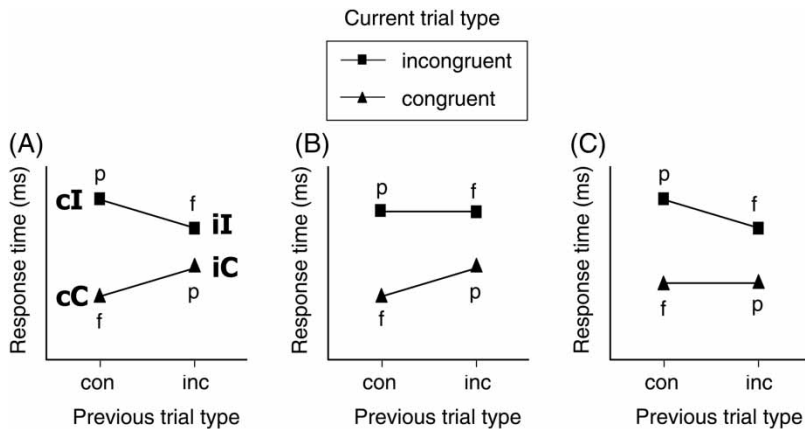 Current trial type
incongruent
congruent
(A)
Response time (ms)
p
cI
f
iI
iC
cC
f
p
con
inc
Previous trial type
(B)
Response time (ms)
p
f
f
p
con
inc
Previous trial type
(C)
Response time (ms)
p
f
f
p
con
inc
Previous trial type